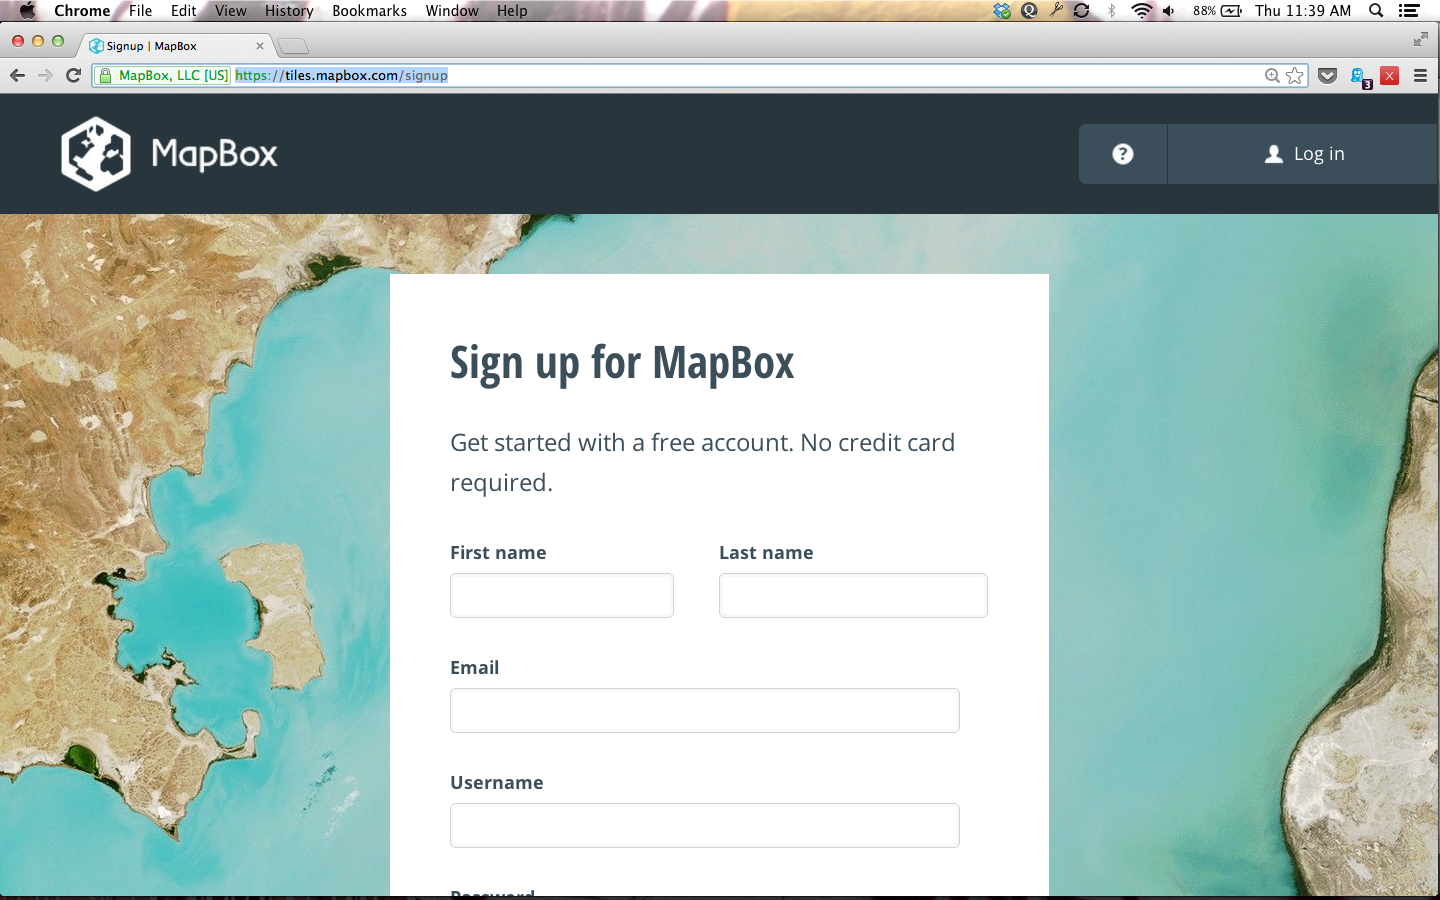 Chrome File Edit View History Bookmarks Window Help 88% Thu 11:39 AM
Signup | MapBox
MapBox, LLC [US] https://tiles.mapbox.com/signup
3
MapBox
? Log in
Sign up for MapBox
Get started with a free account. No credit card
required.
First name Last name
Email
Username
Password